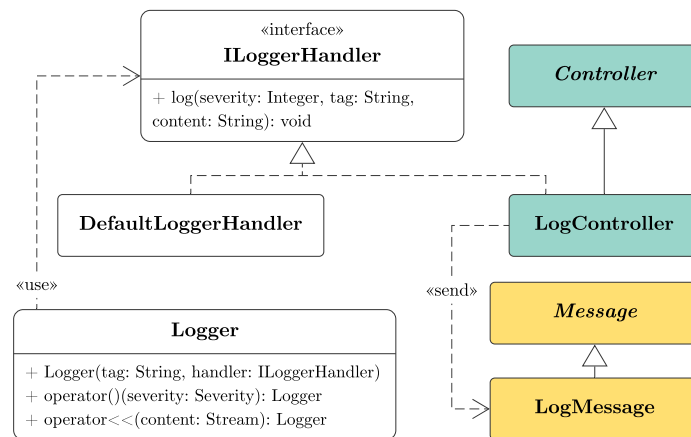 «interface»
ILoggerHandler
+ log(severity: Integer, tag: String,
content: String): void
Controller
DefaultLoggerHandler
LogController
«use»
«send»
Message
Logger
+ Logger(tag: String, handler: ILoggerHandler)
+ operator()(severity: Severity): Logger
+ operator<<(content: Stream): Logger
LogMessage